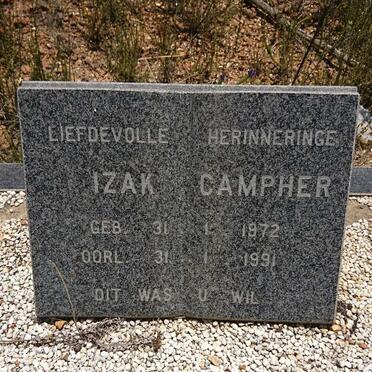 LIEFDEVOLLE HERINNERINGE
IZAK CAMPHER
GEB. 31. 1. 1972
OORL. 31. 1. 1991
DIT WAS U WIL